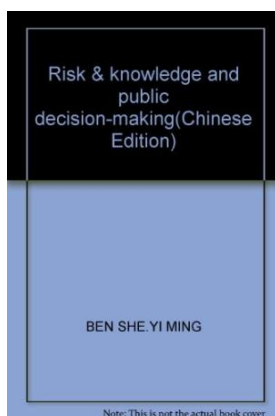 Risk & knowledge and
public
decision-making(Chinese
Edition)
BEN SHE.YI MING
Note: This is not the actual book cover